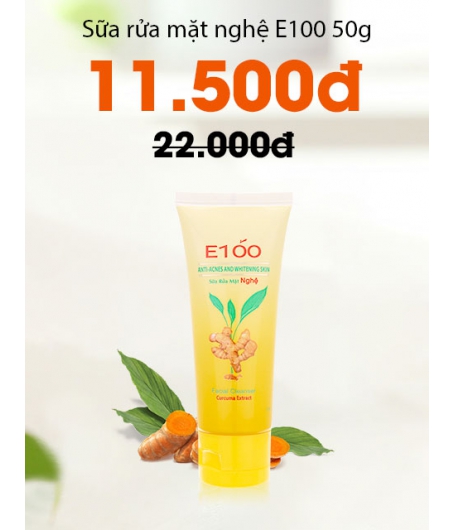 Sữa rửa mặt nghệ E100 50g
11.500đ
22.000đ
E100
ANTI-ACNES AND WHITENING SKIN
Sữa Rửa Mặt Nghệ
Facial Cleanser
Curcuma Extract